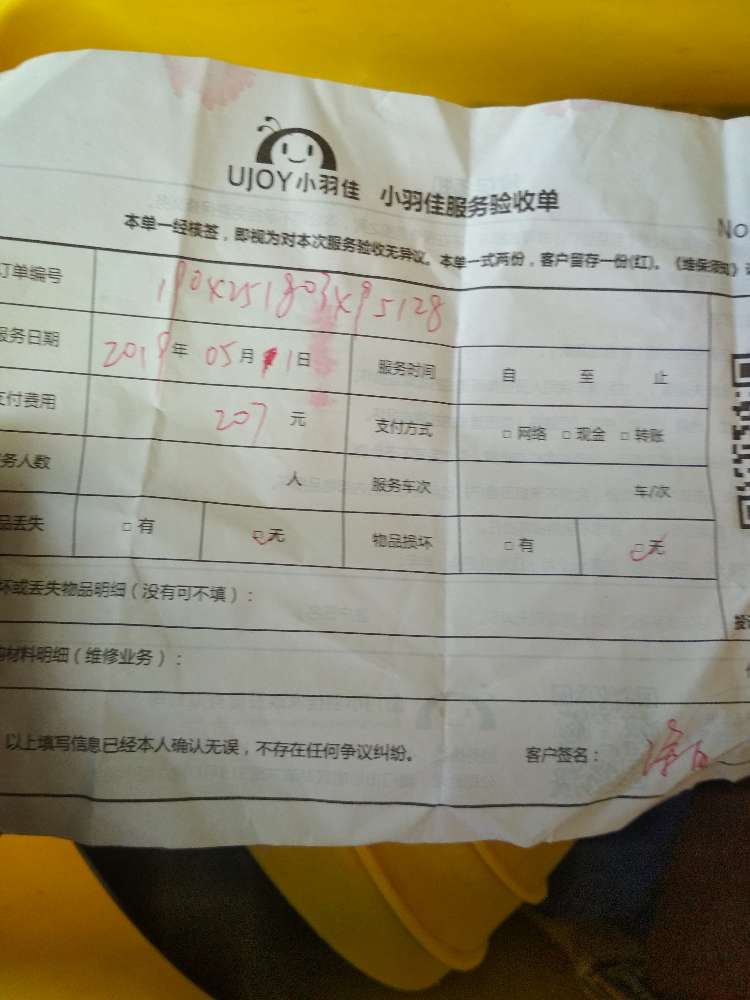 UJOY小羽佳 小羽佳服务验收单
NO
本单一经核签，即视为对本次服务验收无异议。本单一式两份，客户留存一份(红)。《维保须知》
订单编号
服务日期 2019年 05月 1日 服务时间 自 至 止
支付费用 207 元 支付方式 □ 网络 □ 现金 □ 转账
务人数 人 服务车次 车/次
品丢失 □ 有 □ 无 物品损坏 □ 有 □ 无
坏或丢失物品明细（没有可不填）：
材料明细（维修业务）：
以上填写信息已经本人确认无误，不存在任何争议纠纷。 客户签名：